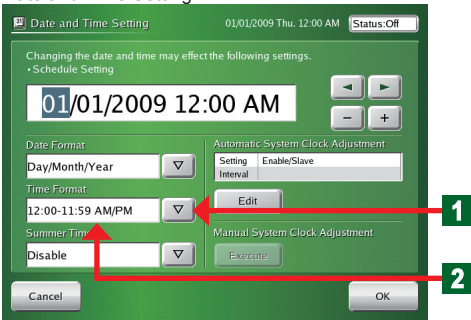 Date and Time Setting
01/01/2009 Thu. 12:00 AM
Status:Off
Changing the date and time may effect the following settings.
• Schedule Setting
01/01/2009 12:00 AM
Date Format
Day/Month/Year
Time Format
12:00-11:59 AM/PM
Summer Time
Disable
Automatic System Clock Adjustment
Setting Enable/Slave
Interval
Edit
Manual System Clock Adjustment
Execute
Cancel
OK
1
2